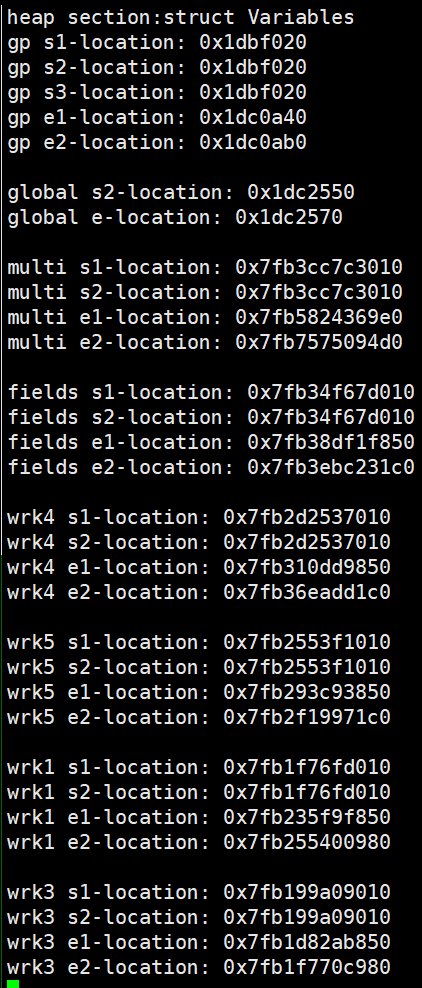 heap section:struct Variables
gp s1-location: 0x1dbf020
gp s2-location: 0x1dbf020
gp s3-location: 0x1dbf020
gp e1-location: 0x1dc0a40
gp e2-location: 0x1dc0ab0
global s2-location: 0x1dc2550
global e-location: 0x1dc2570
multi s1-location: 0x7fb3cc7c3010
multi s2-location: 0x7fb3cc7c3010
multi e1-location: 0x7fb5824369e0
multi e2-location: 0x7fb7575094d0
fields s1-location: 0x7fb34f67d010
fields s2-location: 0x7fb34f67d010
fields e1-location: 0x7fb38df1f850
fields e2-location: 0x7fb3ebc231c0
wrk4 s1-location: 0x7fb2d2537010
wrk4 s2-location: 0x7fb2d2537010
wrk4 e1-location: 0x7fb310dd9850
wrk4 e2-location: 0x7fb36eadd1c0
wrk5 s1-location: 0x7fb2553f1010
wrk5 s2-location: 0x7fb2553f1010
wrk5 e1-location: 0x7fb293c93850
wrk5 e2-location: 0x7fb2f19971c0
wrk1 s1-location: 0x7fb1f76fd010
wrk1 s2-location: 0x7fb1f76fd010
wrk1 e1-location: 0x7fb235f9f850
wrk1 e2-location: 0x7fb255400980
wrk3 s1-location: 0x7fb199a09010
wrk3 s2-location: 0x7fb199a09010
wrk3 e1-location: 0x7fb1d82ab850
wrk3 e2-location: 0x7fb1f770c980